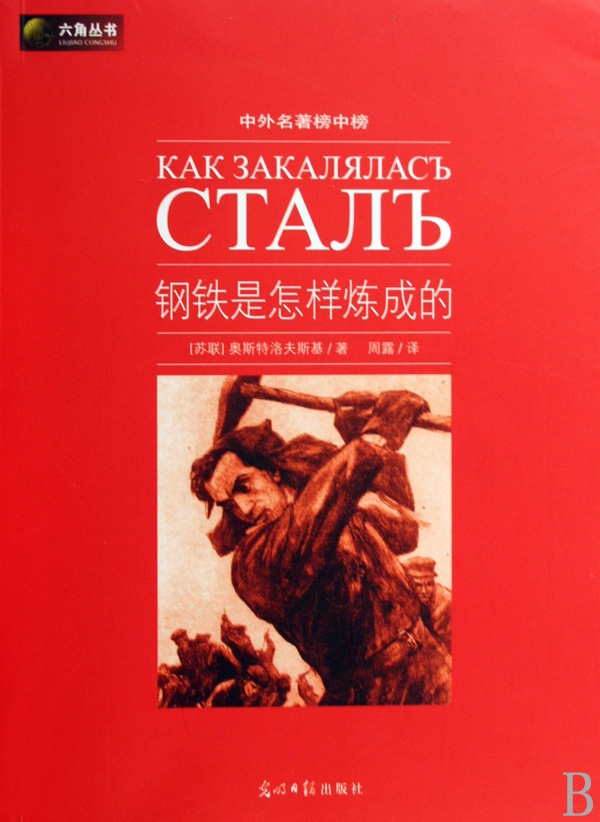 六角丛书
LIUJIAO CONGSHU
中外名著榜中榜
КАК ЗАКАЛЯЛАСЪ
СТАЛЪ
钢铁是怎样炼成的
[苏联] 奥斯特洛夫斯基 / 著 周露 / 译
光明日报出版社
B